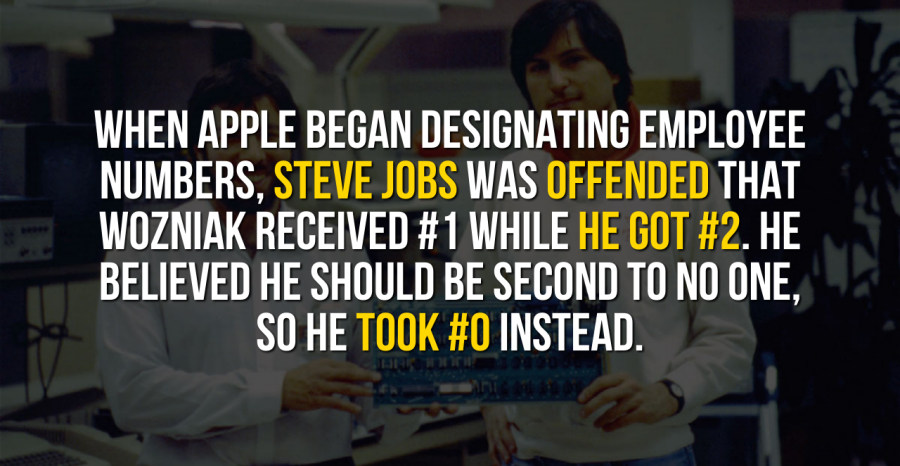 WHEN APPLE BEGAN DESIGNATING EMPLOYEE
NUMBERS, STEVE JOBS WAS OFFENDED THAT
WOZNIAK RECEIVED #1 WHILE HE GOT #2. HE
BELIEVED HE SHOULD BE SECOND TO NO ONE,
SO HE TOOK #0 INSTEAD.